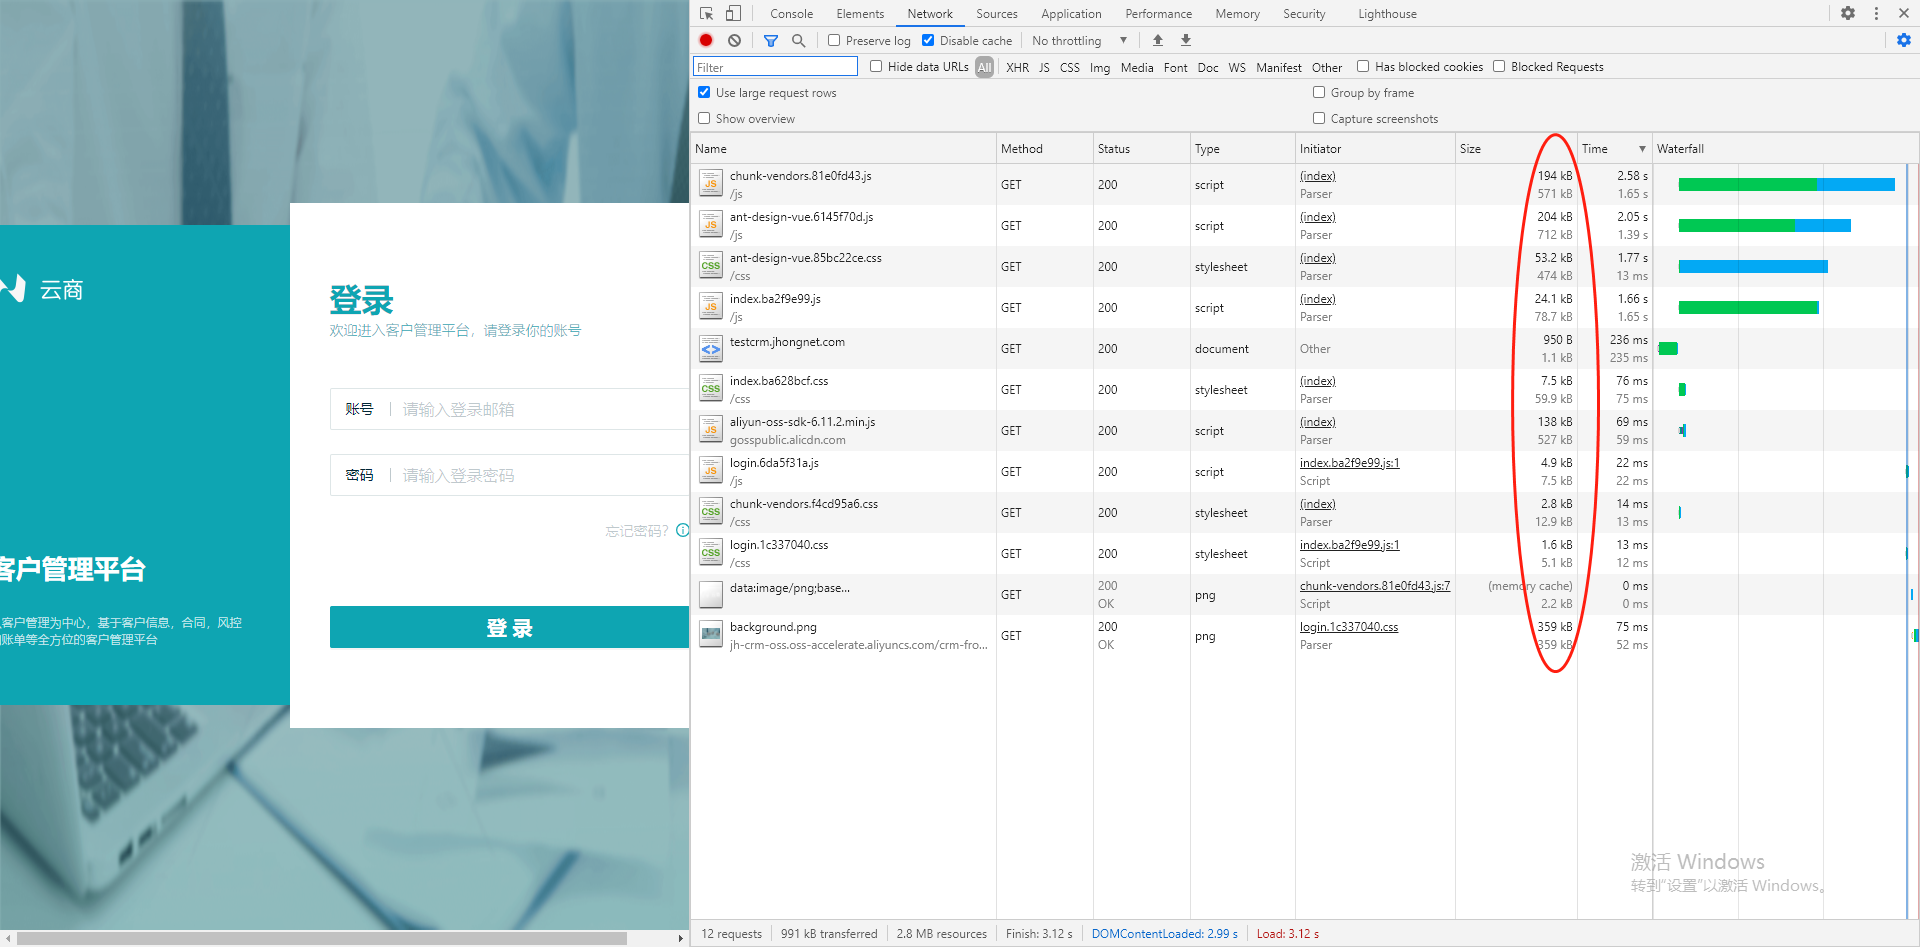 云商
登录
欢迎进入客户管理平台，请登录你的账号
账号
请输入登录邮箱
密码
请输入登录密码
忘记密码?
登 录
客户管理平台
客户管理为中心，基于客户信息，合同，风控
账单等全方位的客户管理平台
Console Elements Network Sources Application Performance Memory Security Lighthouse
Preserve log Disable cache No throttling
Filter Hide data URLs All XHR JS CSS Img Media Font Doc WS Manifest Other Has blocked cookies Blocked Requests
Use large request rows Group by frame
Show overview Capture screenshots
Name Method Status Type Initiator Size Time Waterfall
chunk-vendors.81e0fd43.js (index) 194 kB 2.58 s
GET 200 script
/js Parser 571 kB 1.65 s
ant-design-vue.6145f70d.js (index) 204 kB 2.05 s
GET 200 script
/js Parser 712 kB 1.39 s
ant-design-vue.85bc22ce.css (index) 53.2 kB 1.77 s
GET 200 stylesheet
/css Parser 474 kB 13 ms
index.ba2f9e99.js (index) 24.1 kB 1.66 s
GET 200 script
/js Parser 78.7 kB 1.65 s
testcrm.jhongnet.com 950 B 236 ms
GET 200 document Other
1.1 kB 235 ms
index.ba628bcf.css (index) 7.5 kB 76 ms
GET 200 stylesheet
/css Parser 59.9 kB 75 ms
aliyun-oss-sdk-6.11.2.min.js (index) 138 kB 69 ms
GET 200 script
gosspublic.alicdn.com Parser 527 kB 59 ms
login.6da5f31a.js index.ba2f9e99.js:1 4.9 kB 22 ms
GET 200 script
/js Script 7.5 kB 22 ms
chunk-vendors.f4cd95a6.css (index) 2.8 kB 14 ms
GET 200 stylesheet
/css Parser 12.9 kB 13 ms
login.1c337040.css index.ba2f9e99.js:1 1.6 kB 13 ms
GET 200 stylesheet
/css Script 5.1 kB 12 ms
data:image/png;base... 200 chunk-vendors.81e0fd43.js:7 (memory cache) 0 ms
GET png
OK Script 2.2 kB 0 ms
background.png 200 login.1c337040.css 359 kB 75 ms
GET png
jh-crm-oss.oss-accelerate.aliyuncs.com/crm-fro... OK Parser 359 kB 52 ms
激活 Windows
转到“设置”以激活 Windows。
12 requests 991 kB transferred 2.8 MB resources Finish: 3.12 s DOMContentLoaded: 2.99 s Load: 3.12 s